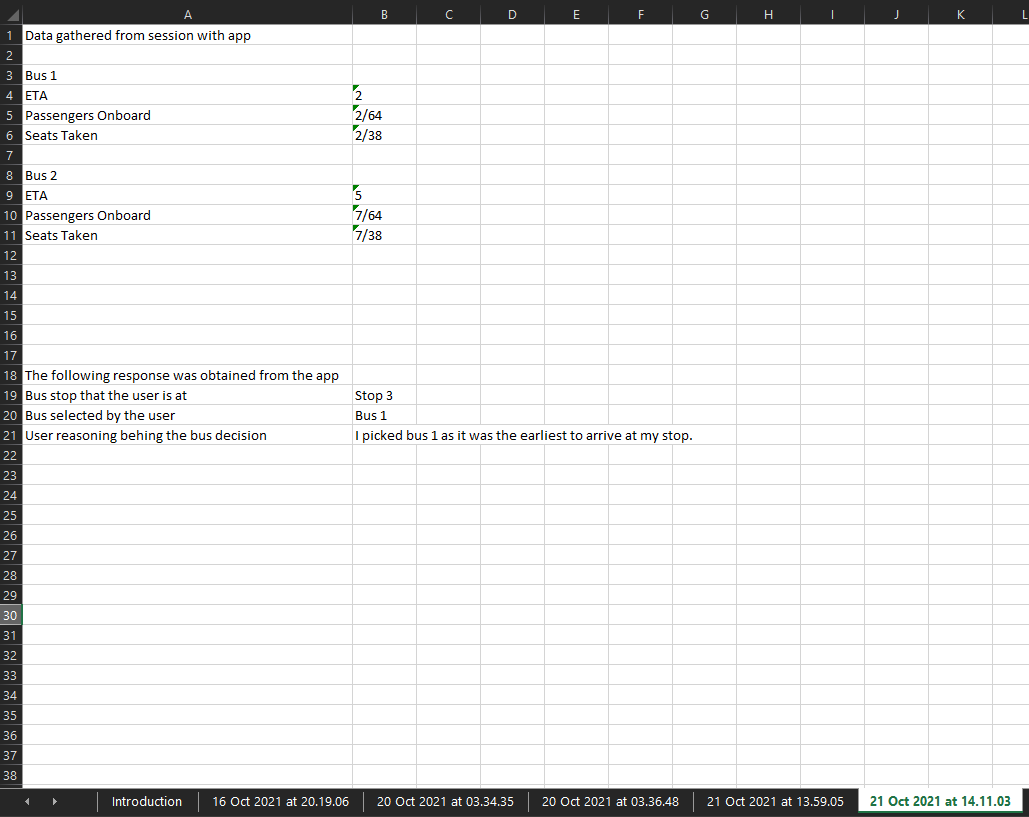 A B C D E F G H I J K L
1 Data gathered from session with app
2
3 Bus 1
4 ETA 2
5 Passengers Onboard 2/64
6 Seats Taken 2/38
7
8 Bus 2
9 ETA 5
10 Passengers Onboard 7/64
11 Seats Taken 7/38
12
13
14
15
16
17
18 The following response was obtained from the app
19 Bus stop that the user is at Stop 3
20 Bus selected by the user Bus 1
21 User reasoning behing the bus decision I picked bus 1 as it was the earliest to arrive at my stop.
22
23
24
25
26
27
28
29
30
31
32
33
34
35
36
37
38
Introduction 16 Oct 2021 at 20.19.06 20 Oct 2021 at 03.34.35 20 Oct 2021 at 03.36.48 21 Oct 2021 at 13.59.05 21 Oct 2021 at 14.11.03